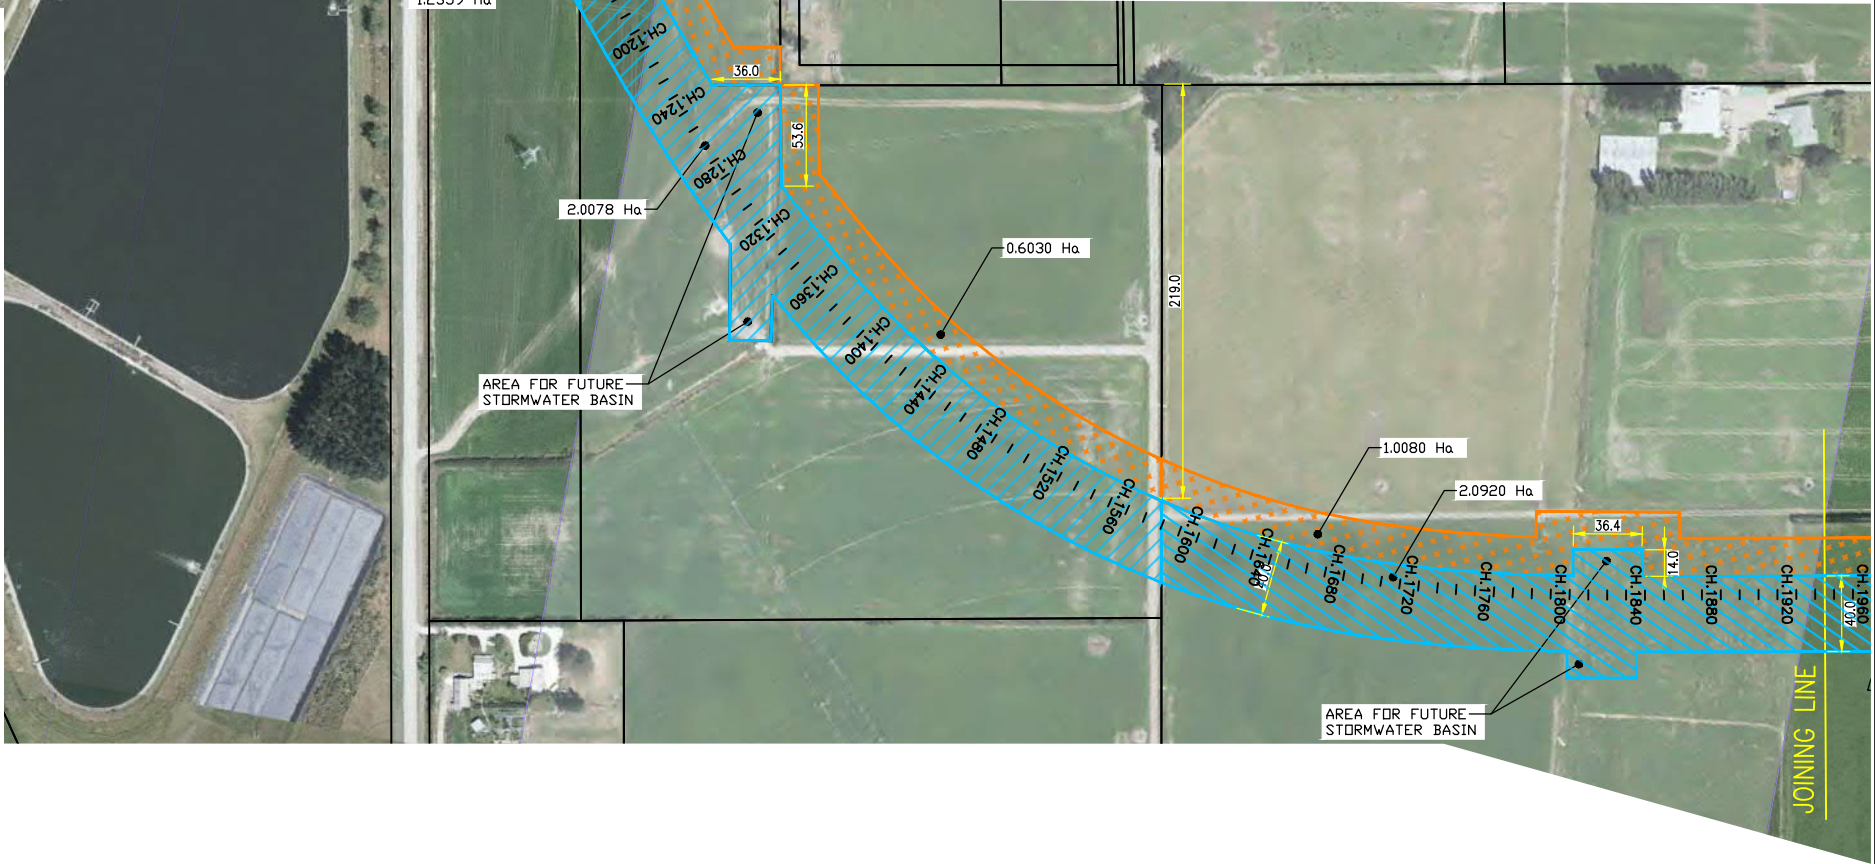 CH.1200
36.0
CH.1240
53.6
CH.1280
2.0078 Ha
CH.1320
0.6030 Ha
CH.1360
219.0
CH.1400
AREA FOR FUTURE
STORMWATER BASIN
CH.1440
CH.1480
CH.1520
1.0080 Ha
CH.1560
2.0920 Ha
CH.1600
CH.1640
CH.1680
CH.1720
CH.1760
CH.1800
36.4
14.0
CH.1840
CH.1880
CH.1920
CH.1960
40.0
AREA FOR FUTURE
STORMWATER BASIN
JOINING LINE